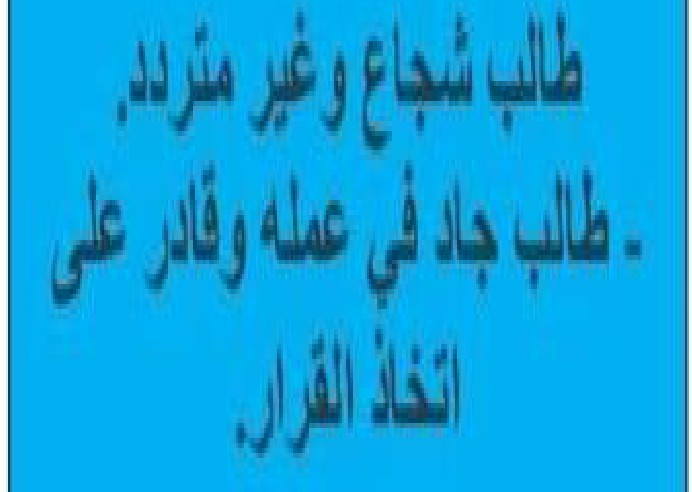 طالب شجاع وغير متردد.
- طالب جاد في عمله وقادر على
اتخاذ القرار.